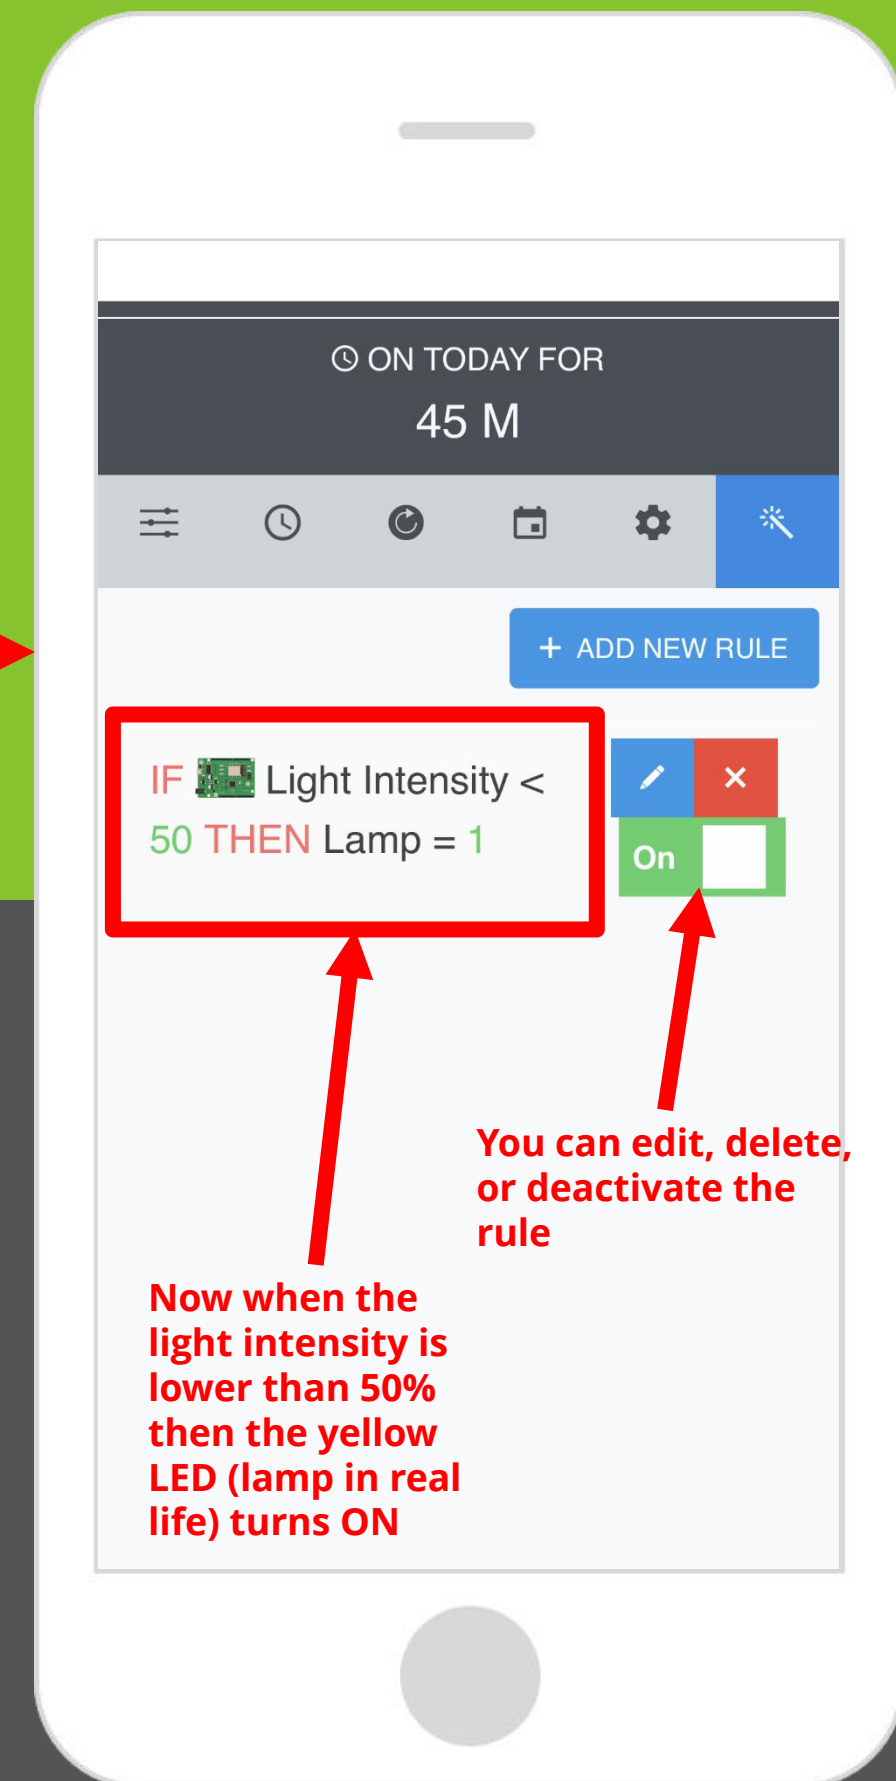 ON TODAY FOR
45 M
+ ADD NEW RULE
IF Light Intensity <
50 THEN Lamp = 1
On
You can edit, delete,
or deactivate the
rule
Now when the
light intensity is
lower than 50%
then the yellow
LED (lamp in real
life) turns ON